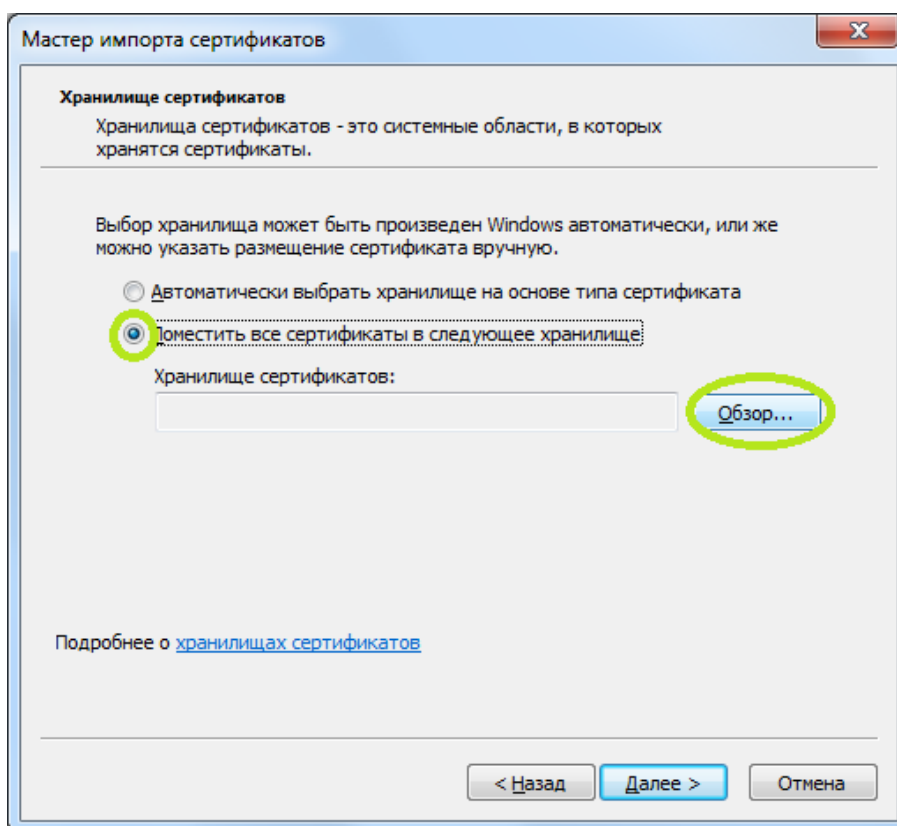 Мастер импорта сертификатов
Хранилище сертификатов
Хранилища сертификатов - это системные области, в которых
хранятся сертификаты.
Выбор хранилища может быть произведен Windows автоматически, или же
можно указать размещение сертификата вручную.
Автоматически выбрать хранилище на основе типа сертификата
Поместить все сертификаты в следующее хранилище
Хранилище сертификатов:
Обзор...
Подробнее о хранилищах сертификатов
< Назад Далее > Отмена